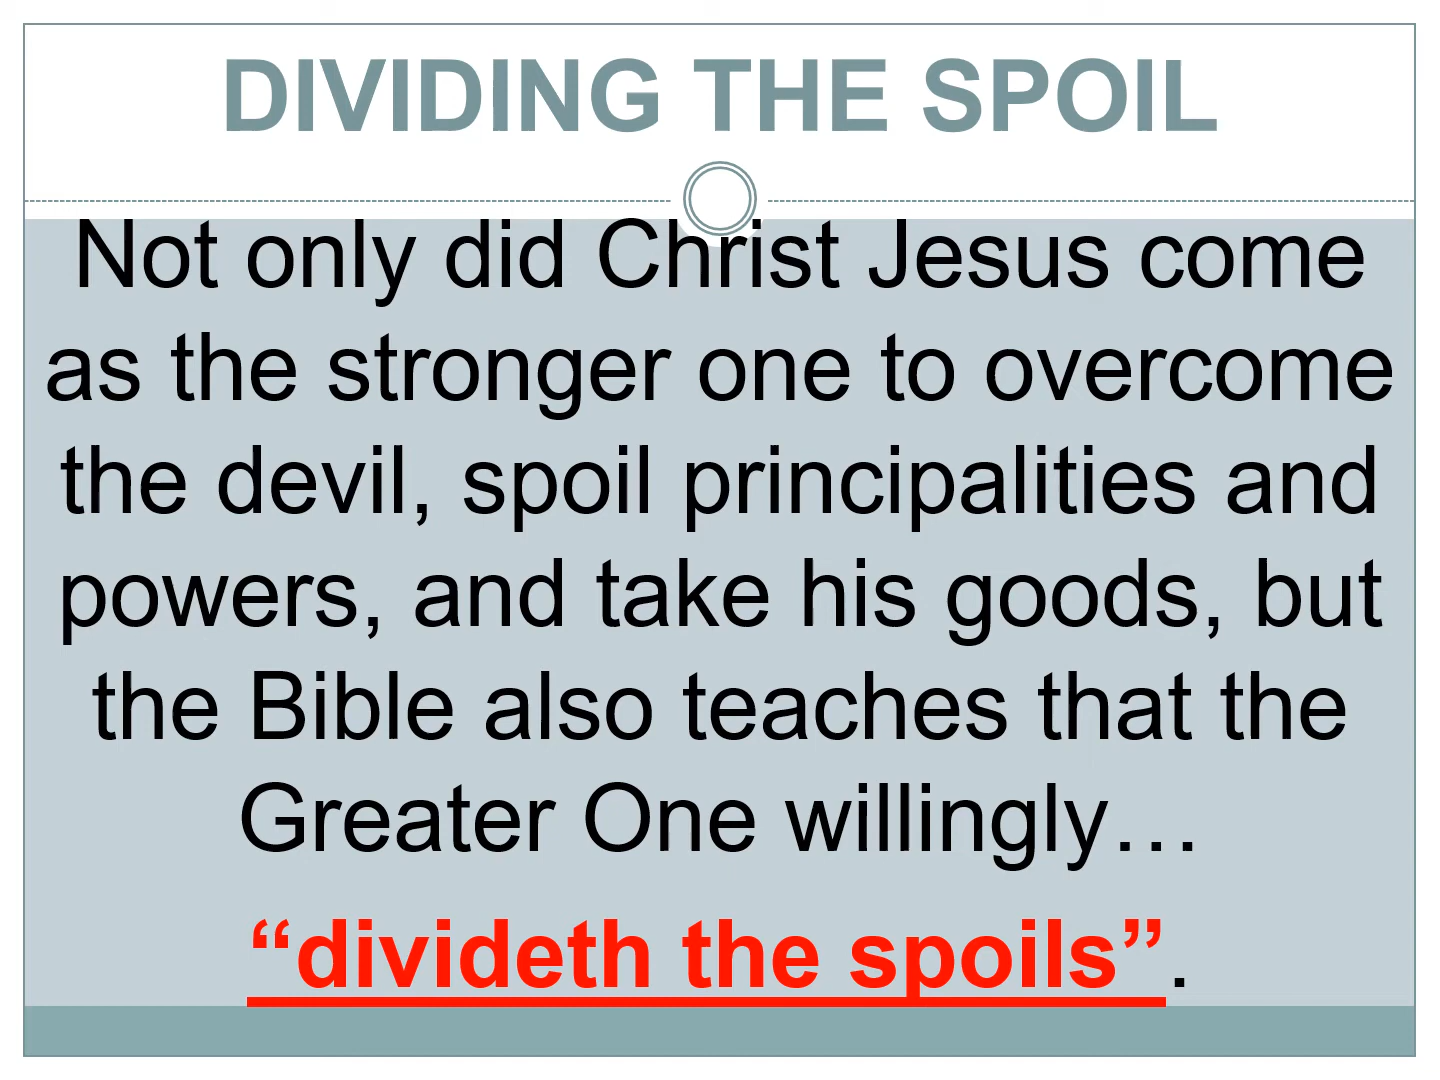 DIVIDING THE SPOIL
Not only did Christ Jesus come
as the stronger one to overcome
the devil, spoil principalities and
powers, and take his goods, but
the Bible also teaches that the
Greater One willingly…
“divideth the spoils”.